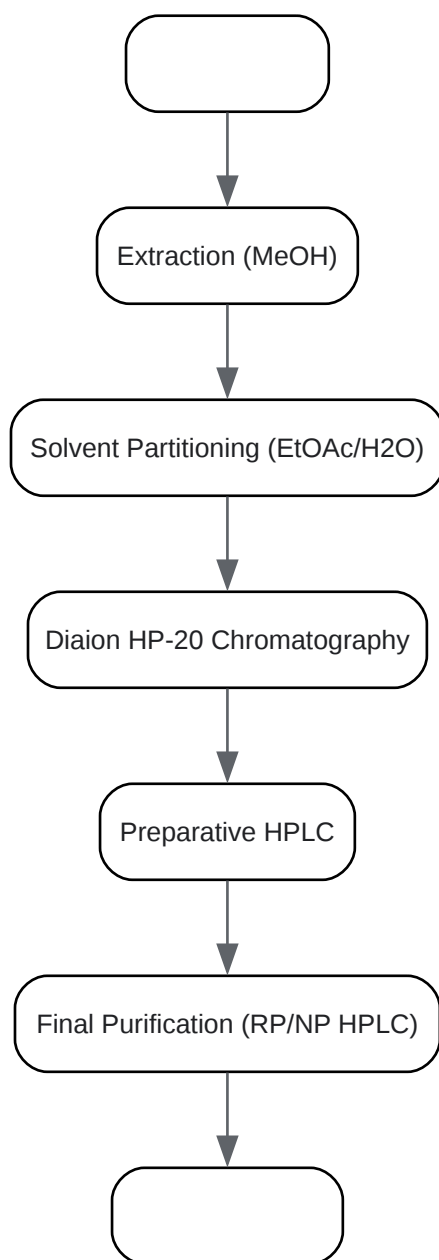 Extraction (MeOH)
Solvent Partitioning (EtOAc/H2O)
Diaion HP-20 Chromatography
Preparative HPLC
Final Purification (RP/NP HPLC)